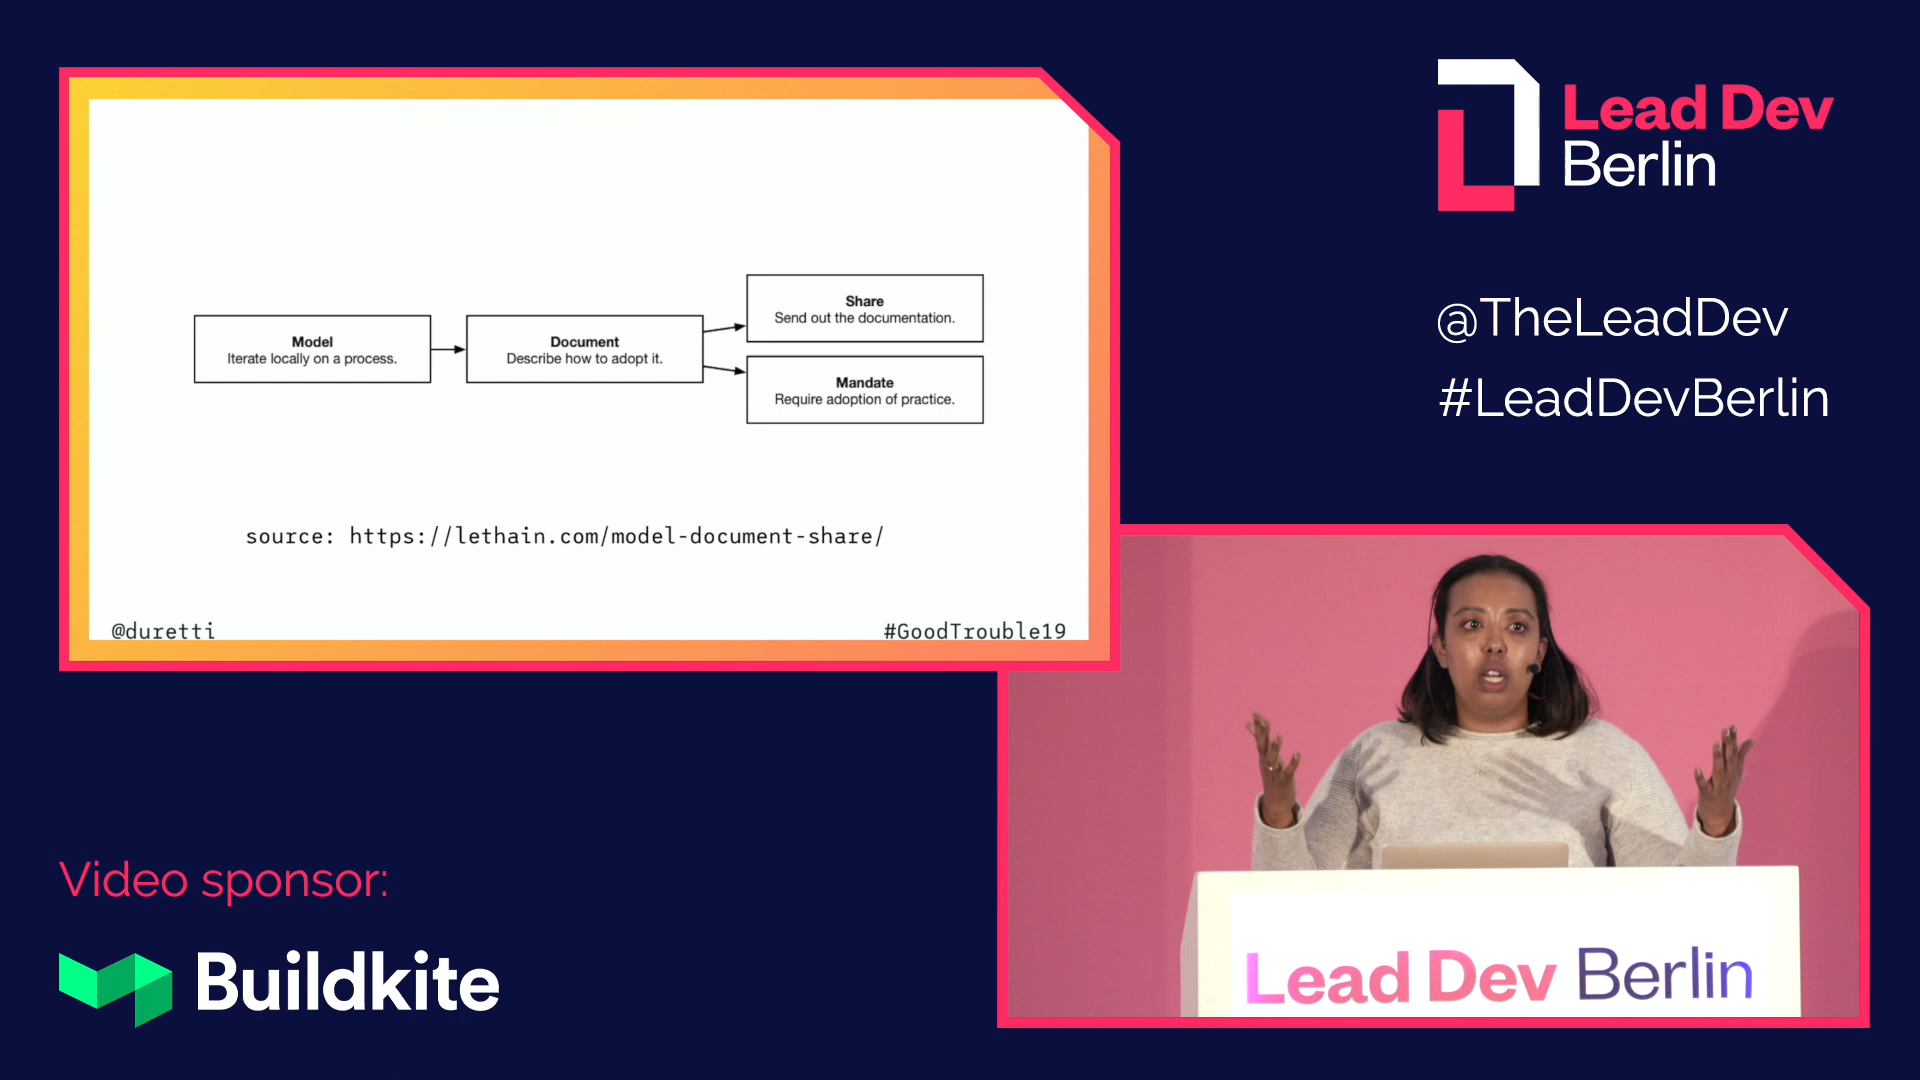 Model
Iterate locally on a process.
Document
Describe how to adopt it.
Share
Send out the documentation.
Mandate
Require adoption of practice.
source: https://lethain.com/model-document-share/
@duretti
#GoodTrouble19
Lead Dev
Berlin
@TheLeadDev
#LeadDevBerlin
Video sponsor:
Buildkite
Lead Dev Berlin